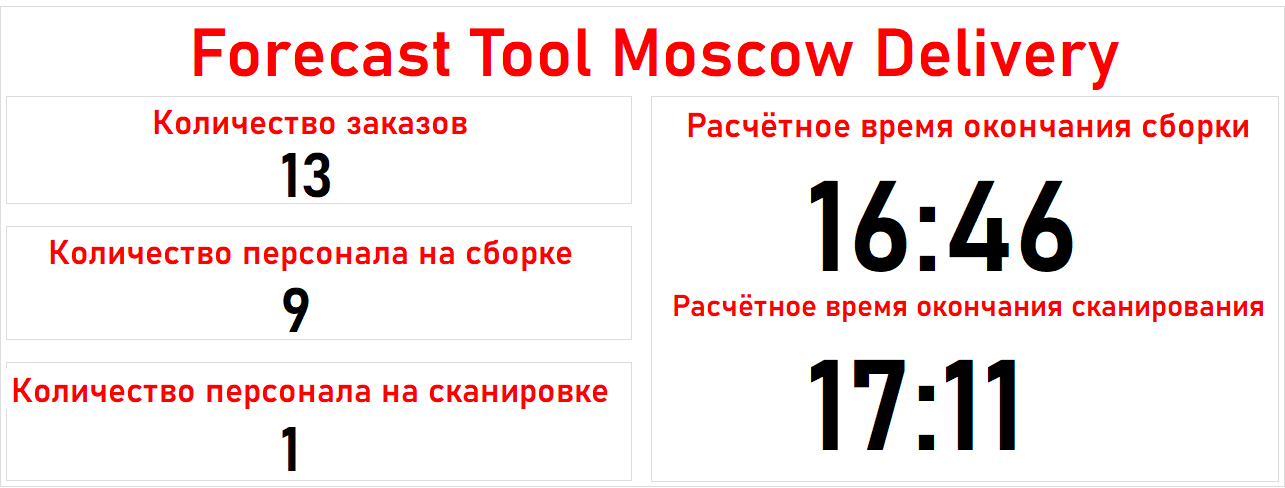 Forecast Tool Moscow Delivery
Количество заказов
13
Количество персонала на сборке
9
Количество персонала на сканировке
1
Расчётное время окончания сборки
16:46
Расчётное время окончания сканирования
17:11